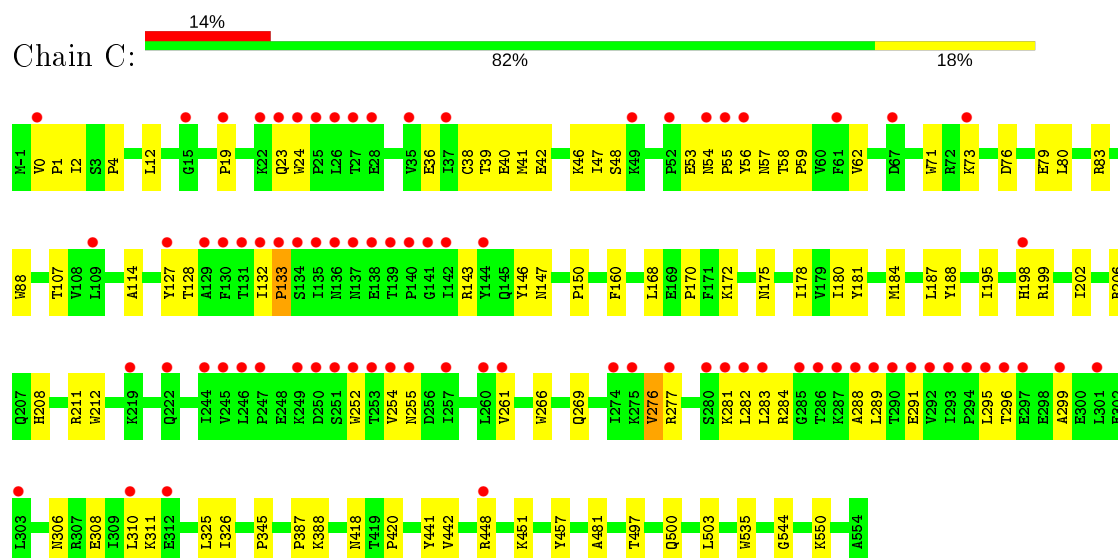 14%
Chain C:
82% 18%
M-1 V0 P1 I2 S3 P4 L12 G15 P19 K22 Q23 W24 P25 L26 T27 E28 V35 E36 I37 C38 T39 E40 M41 E42 K46 I47 S48 K49 P52 E53 N54 P55 Y56 N57 T58 P59 V60 F61 V62 D67 W71 R72 K73 D76 E79 L80 R83
W88 T107 V108 L109 A114 Y127 T128 A129 F130 T131 I132 P133 S134 I135 N136 N137 E138 T139 P140 G141 I142 R143 Y144 Q145 Y146 N147 P150 F160 L168 E169 P170 F171 K172 N175 I178 V179 I180 Y181 M184 L187 Y188 I195 H198 R199 I202
Q207 H208 R211 W212 K219 Q222 I244 V245 L246 P247 E248 K249 D250 S251 W252 T253 V254 N255 D256 I257 L260 V261 W266 Q269 I274 K275 V276 R277 S280 K281 L282 L283 R284 G285 T286 K287 A288 L289 T290 E291 V292 I293 P294 L295 T296 E297 E298 A299 E300 L301
L303 N306 R307 E308 I309 L310 K311 E312 L325 I326 P345 P387 K388 N418 T419 P420 Y441 V442 R448 K451 Y457 A481 T497 Q500 L503 W535 G544 K550 A554